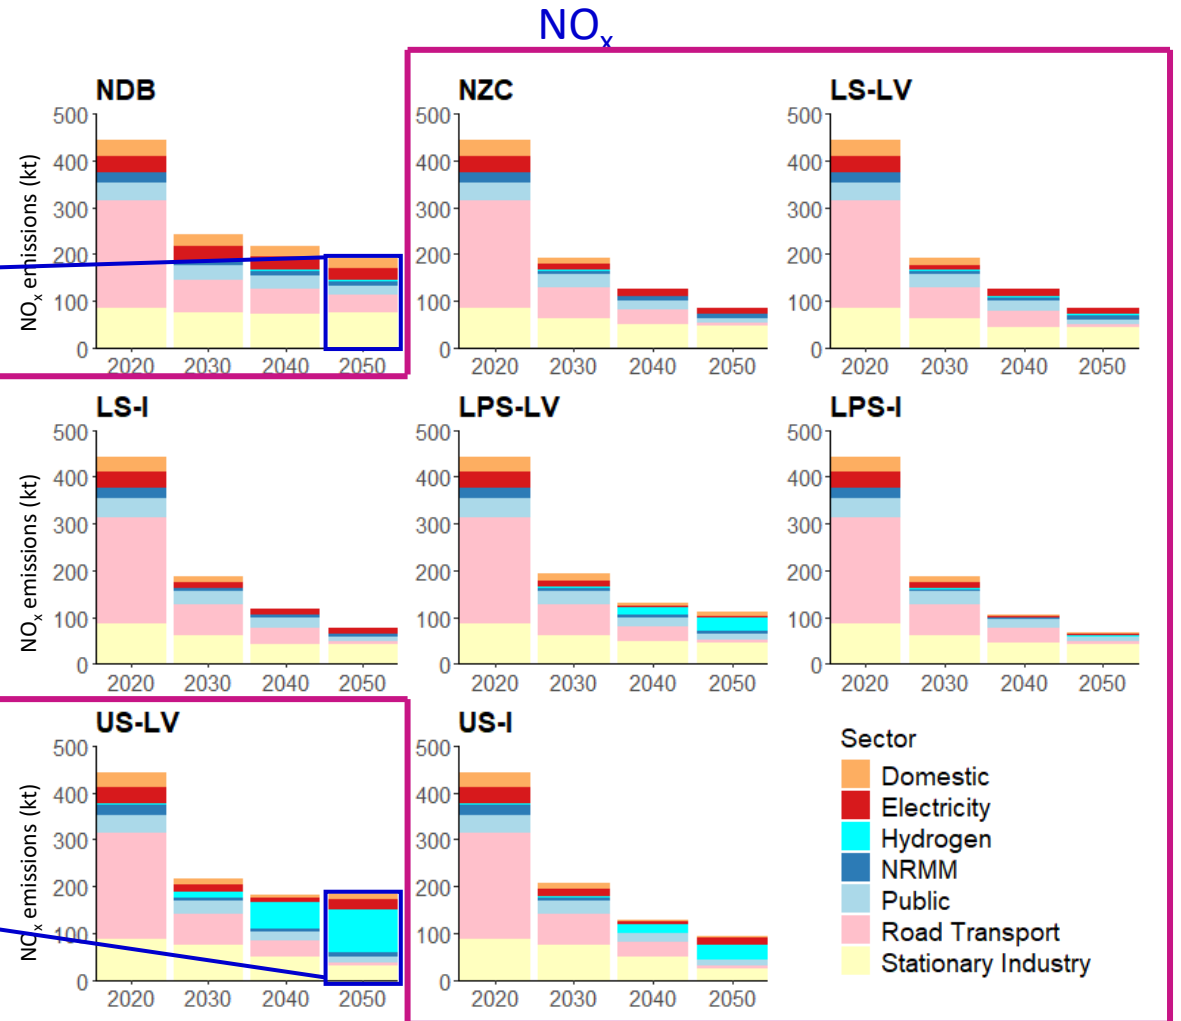 NOₓ
NDB
NZC
LS-LV
NOₓ emissions (kt)
500
400
300
200
100
0
2020 2030 2040 2050
500
400
300
200
100
0
2020 2030 2040 2050
500
400
300
200
100
0
2020 2030 2040 2050
LS-I
LPS-LV
LPS-I
NOₓ emissions (kt)
500
400
300
200
100
0
2020 2030 2040 2050
500
400
300
200
100
0
2020 2030 2040 2050
500
400
300
200
100
0
2020 2030 2040 2050
US-LV
US-I
NOₓ emissions (kt)
500
400
300
200
100
0
2020 2030 2040 2050
500
400
300
200
100
0
2020 2030 2040 2050
Sector
Domestic
Electricity
Hydrogen
NRMM
Public
Road Transport
Stationary Industry